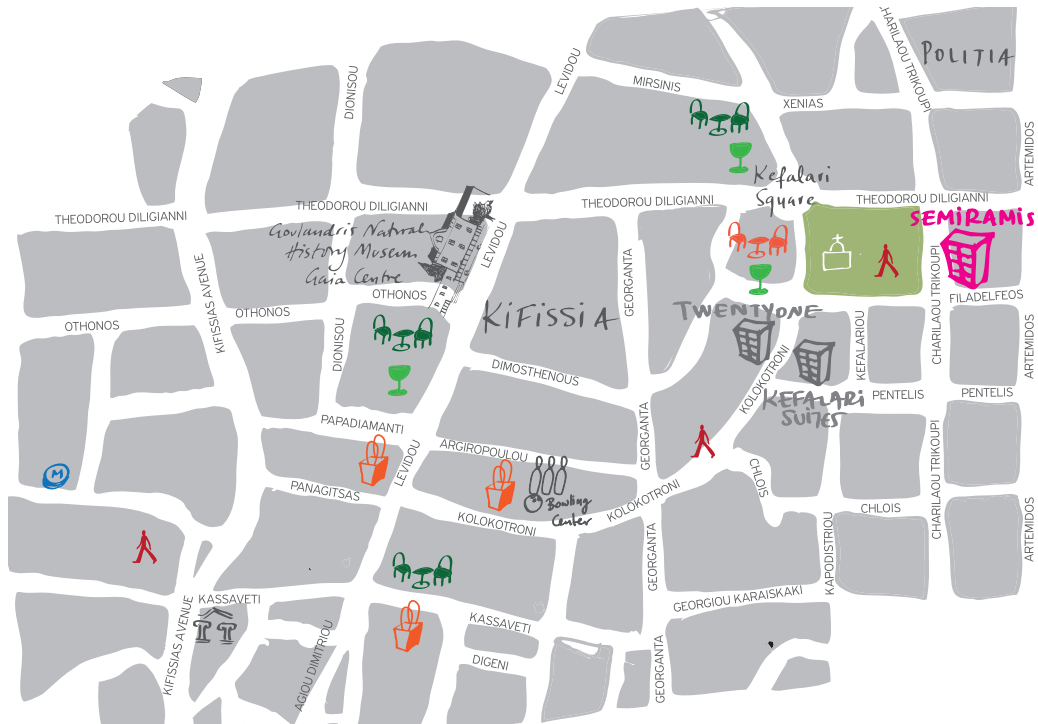 CHARILAOU TRIKOUPI
POLITIA
LEVIDOU
DIONISOU
MIRSINIS
XENIAS
ARTEMIDOS
Kefalari
Square
THEODOROU DILIGIANNI
THEODOROU DILIGIANNI
THEODOROU DILIGIANNI
THEODOROU DILIGIANNI
SEMIRAMIS
Goulandris Natural
History Museum
Gaia Centre
LEVIDOU
KIFISSIAS AVENUE
GEORGANTA
CHARILAOU TRIKOUPI
OTHONOS
FILADELFEOS
OTHONOS
OTHONOS
KIFISSIA
TWENTYONE
DIONISOU
KEFALARIOU
ARTEMIDOS
DIMOSTHENOUS
KOLOKOTRONI
KEFALARI
SUITES
PENTELIS
PENTELIS
PAPADIAMANTI
ARGIROPOULOU
GEORGANTA
LEVIDOU
CHARILAOU TRIKOUPI
M
PANAGITSAS
Bowling
Center
KOLOKOTRONI
KOLOKOTRONI
CHLOIS
CHLOIS
ARTEMIDOS
GEORGANTA
KAPODISTRIOU
KASSAVETI
GEORGIOU KARAISKAKI
KASSAVETI
KIFISSIAS AVENUE
AGIOU DIMITRIOU
DIGENI
GEORGANTA